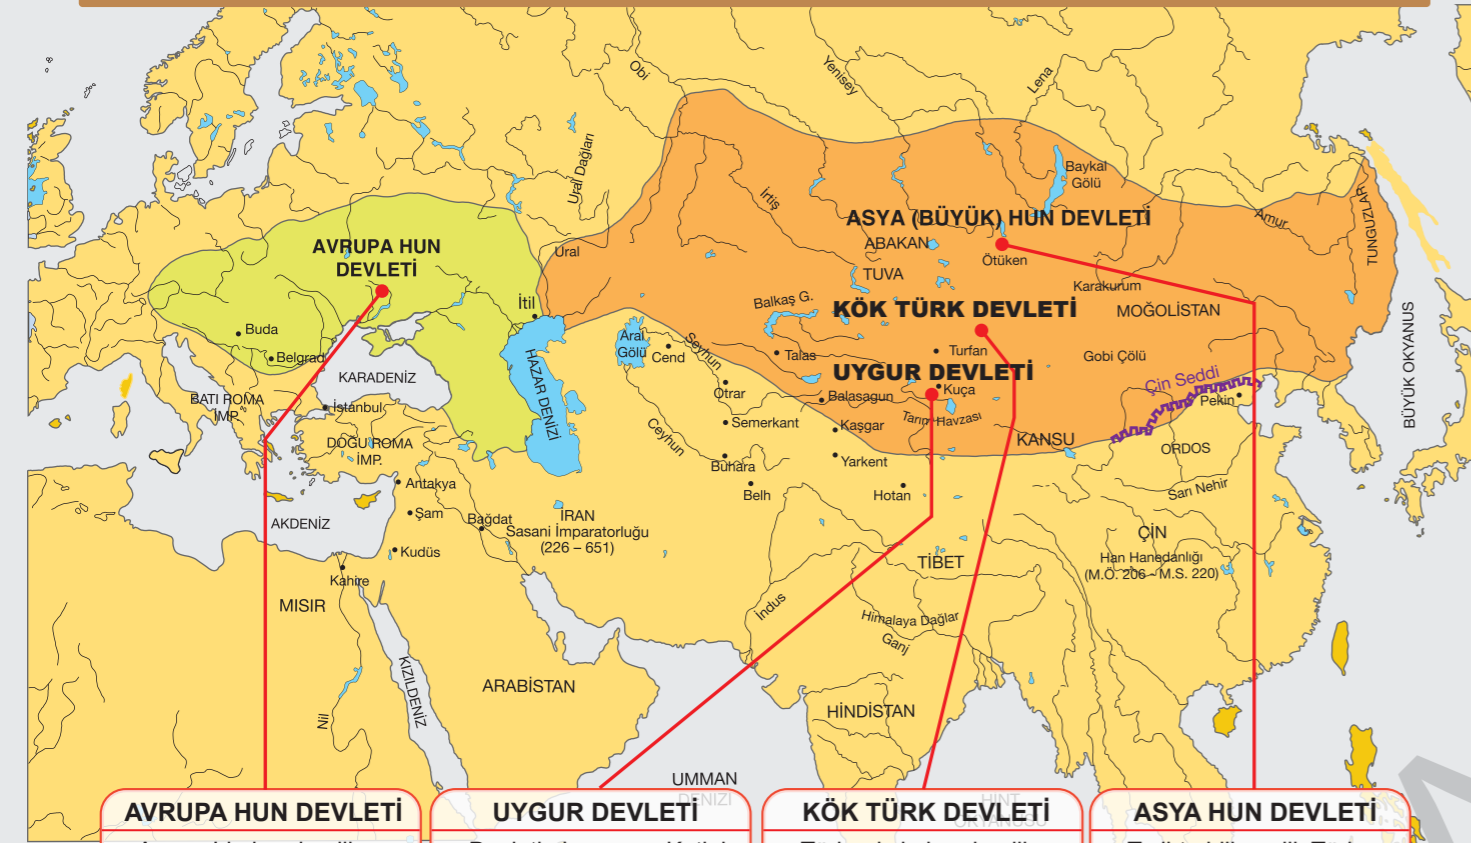 Obi
Yenisey
Lena
Ural Dağları
Baykal
Gölü
İrtiş
ASYA (BÜYÜK) HUN DEVLETİ
Amur
TUNGUZLAR
ABAKAN
AVRUPA HUN
DEVLETİ
Ural
Ötüken
TUVA
Karakurum
İtil
Balkaş G.
KÖK TÜRK DEVLETİ
MOĞOLİSTAN
BÜYÜK OKYANUS
Buda
Aral
Gölü
Cend
Seyhun
Talas
Turfan
Gobi Çölü
Belgrad
HAZAR DENİZİ
UYGUR DEVLETİ
Çin Seddi
KARADENİZ
Otrar
Balasagun
Kuça
Pekin
BATI ROMA
İMP.
İstanbul
Semerkant
Kaşgar
Tarım Havzası
DOĞU ROMA
İMP.
Ceyhun
KANSU
ORDOS
Buhara
Yarkent
Antakya
Belh
Hotan
Sarı Nehir
AKDENİZ
Şam
Bağdat
IRAN
Sasani İmparatorluğu
(226 – 651)
ÇİN
Han Hanedanlığı
(M.Ö. 206 – M.S. 220)
Kudüs
TİBET
Kahire
MISIR
İndus
Himalaya Dağlar
Ganj
KIZILDENİZ
ARABİSTAN
Nil
HİNDİSTAN
UMMAN
DENIZI
HINT
AVRUPA HUN DEVLETİ
UYGUR DEVLETİ
KÖK TÜRK DEVLETİ
ASYA HUN DEVLETİ